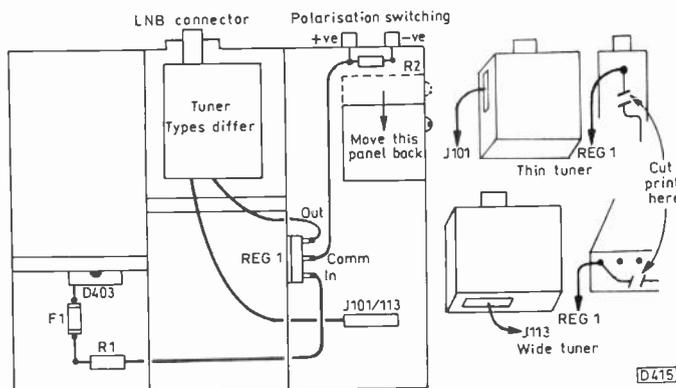 LNB connector
Polarisation switching
+ve
-ve
R2
Tuner
Types differ
Move this
panel back
J101
REG 1
Thin tuner
Cut
print
here
Out
REG 1
Comm
In
D403
F1
R1
J101/113
J113
Wide tuner
REG 1
D415